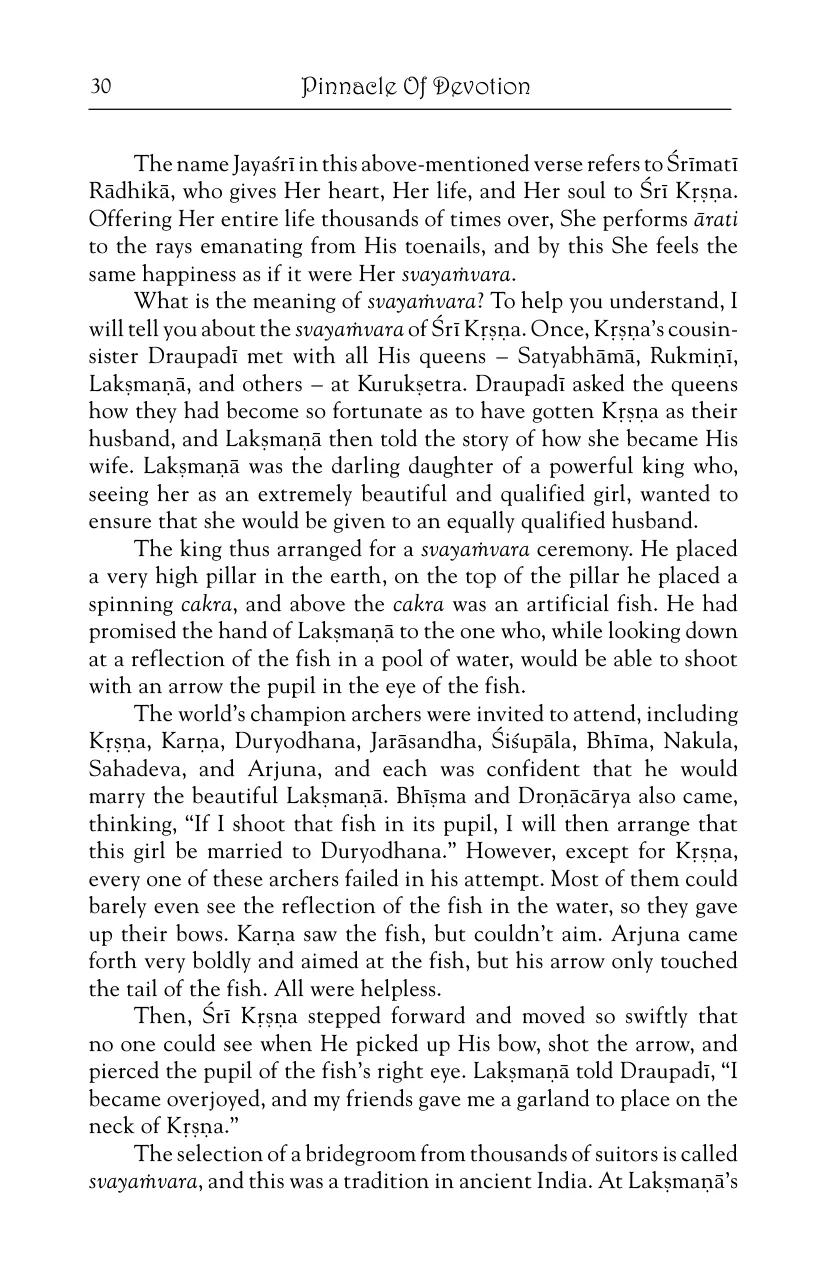 30
Pinnacle Of Devotion
The name Jayaśrī in this above-mentioned verse refers to Śrīmatī
Rādhikā, who gives Her heart, Her life, and Her soul to Śrī Kṛṣṇa.
Offering Her entire life thousands of times over, She performs ārati
to the rays emanating from His toenails, and by this She feels the
same happiness as if it were Her svayaṁvara.
What is the meaning of svayaṁvara? To help you understand, I
will tell you about the svayaṁvara of Śrī Kṛṣṇa. Once, Kṛṣṇa’s cousin-
sister Draupadī met with all His queens – Satyabhāmā, Rukmiṇī,
Lakṣmaṇā, and others – at Kurukṣetra. Draupadī asked the queens
how they had become so fortunate as to have gotten Kṛṣṇa as their
husband, and Lakṣmaṇā then told the story of how she became His
wife. Lakṣmaṇā was the darling daughter of a powerful king who,
seeing her as an extremely beautiful and qualified girl, wanted to
ensure that she would be given to an equally qualified husband.
The king thus arranged for a svayaṁvara ceremony. He placed
a very high pillar in the earth, on the top of the pillar he placed a
spinning cakra, and above the cakra was an artificial fish. He had
promised the hand of Lakṣmaṇā to the one who, while looking down
at a reflection of the fish in a pool of water, would be able to shoot
with an arrow the pupil in the eye of the fish.
The world’s champion archers were invited to attend, including
Kṛṣṇa, Karṇa, Duryodhana, Jarāsandha, Śiśupāla, Bhīma, Nakula,
Sahadeva, and Arjuna, and each was confident that he would
marry the beautiful Lakṣmaṇā. Bhīṣma and Droṇācārya also came,
thinking, “If I shoot that fish in its pupil, I will then arrange that
this girl be married to Duryodhana.” However, except for Kṛṣṇa,
every one of these archers failed in his attempt. Most of them could
barely even see the reflection of the fish in the water, so they gave
up their bows. Karṇa saw the fish, but couldn’t aim. Arjuna came
forth very boldly and aimed at the fish, but his arrow only touched
the tail of the fish. All were helpless.
Then, Śrī Kṛṣṇa stepped forward and moved so swiftly that
no one could see when He picked up His bow, shot the arrow, and
pierced the pupil of the fish’s right eye. Lakṣmaṇā told Draupadī, “I
became overjoyed, and my friends gave me a garland to place on the
neck of Kṛṣṇa.”
The selection of a bridegroom from thousands of suitors is called
svayaṁvara, and this was a tradition in ancient India. At Lakṣmaṇā’s